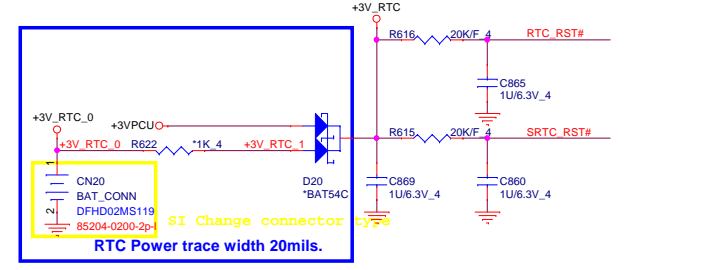 +3V_RTC
R616 20K/F_4 RTC_RST#
C865
1U/6.3V_4
+3V_RTC_0
+3VPCU
+3V_RTC_0 R622 *1K_4 +3V_RTC_1
R615 20K/F_4 SRTC_RST#
1
CN20
BAT_CONN
DFHD02MS119
85204-0200-2p-l
2
D20
*BAT54C
C869
1U/6.3V_4
C860
1U/6.3V_4
SI Change connector type
RTC Power trace width 20mils.